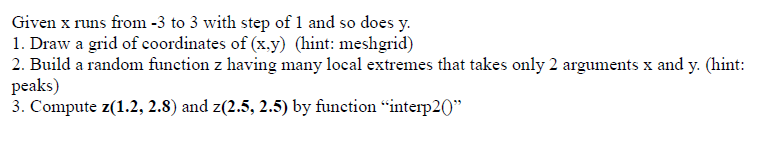 Given x runs from -3 to 3 with step of 1 and so does y.
1. Draw a grid of coordinates of (x,y) (hint: meshgrid)
2. Build a random function z having many local extremes that takes only 2 arguments x and y. (hint:
peaks)
3. Compute z(1.2, 2.8) and z(2.5, 2.5) by function “interp2()”